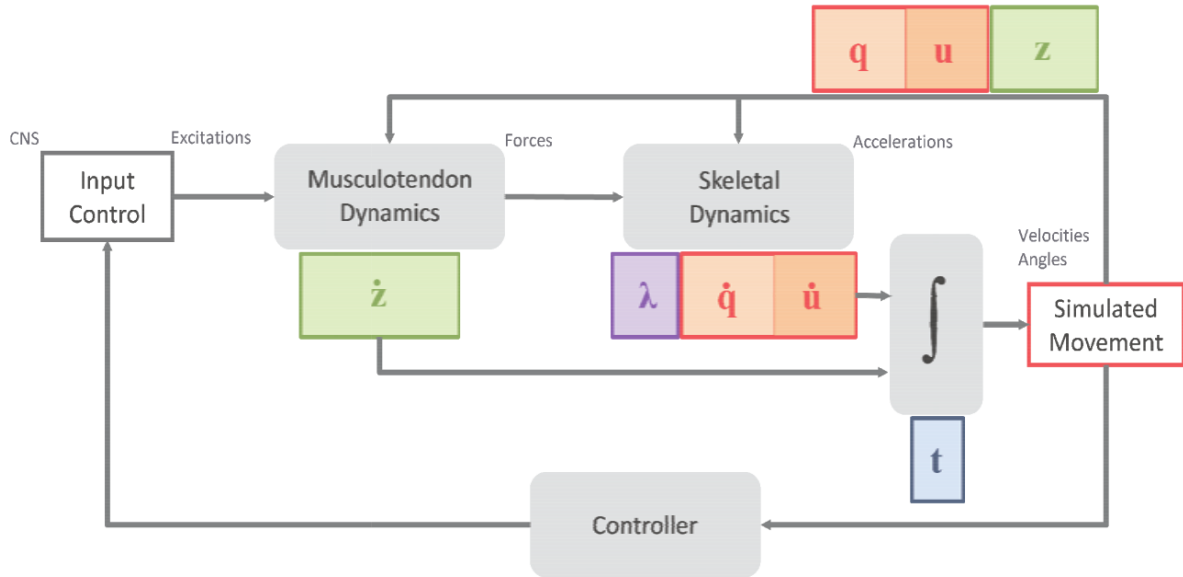 q u z
CNS
Excitations
Forces
Accelerations
Input
Control
Musculotendon
Dynamics
Skeletal
Dynamics
Velocities
Angles
ż
λ q̇ u̇
∫
Simulated
Movement
t
Controller